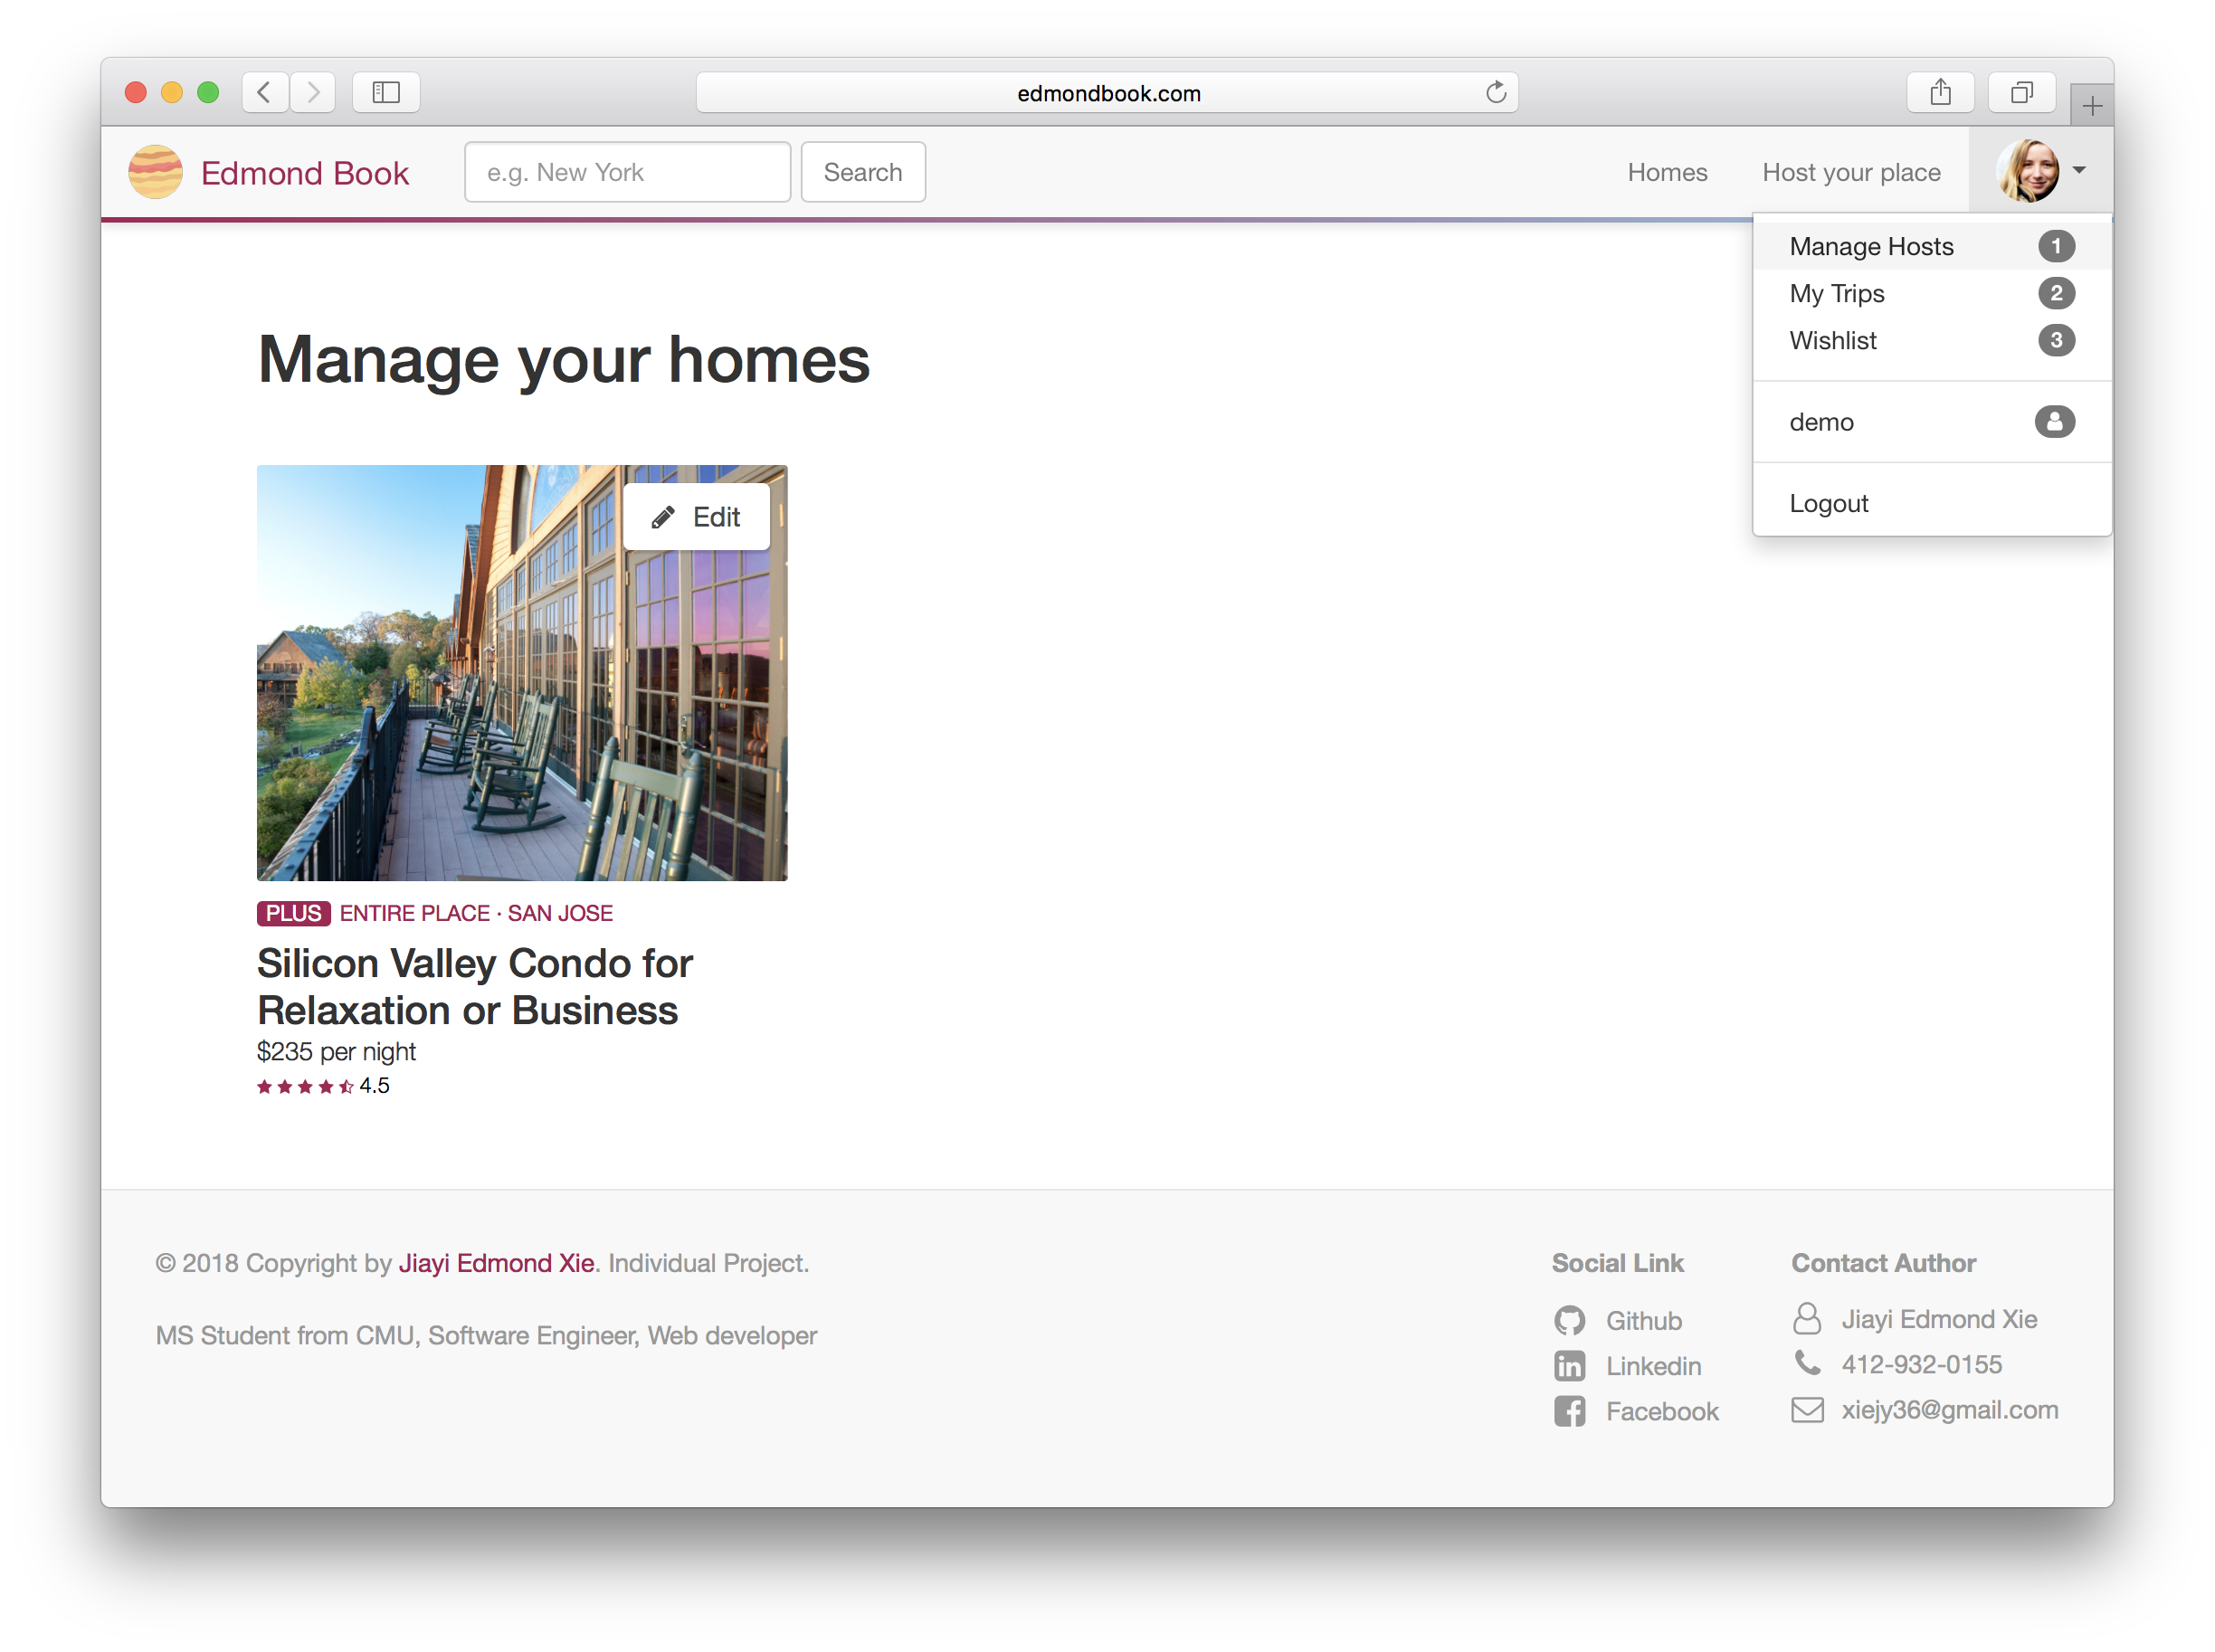 edmondbook.com
Edmond Book
e.g. New York
Search
Homes
Host your place
Manage Hosts 1
My Trips 2
Wishlist 3
demo
Logout
Manage your homes
Edit
PLUS ENTIRE PLACE · SAN JOSE
Silicon Valley Condo for
Relaxation or Business
$235 per night
4.5
© 2018 Copyright by Jiayi Edmond Xie. Individual Project.
MS Student from CMU, Software Engineer, Web developer
Social Link
Github
Linkedin
Facebook
Contact Author
Jiayi Edmond Xie
412-932-0155
xiejy36@gmail.com